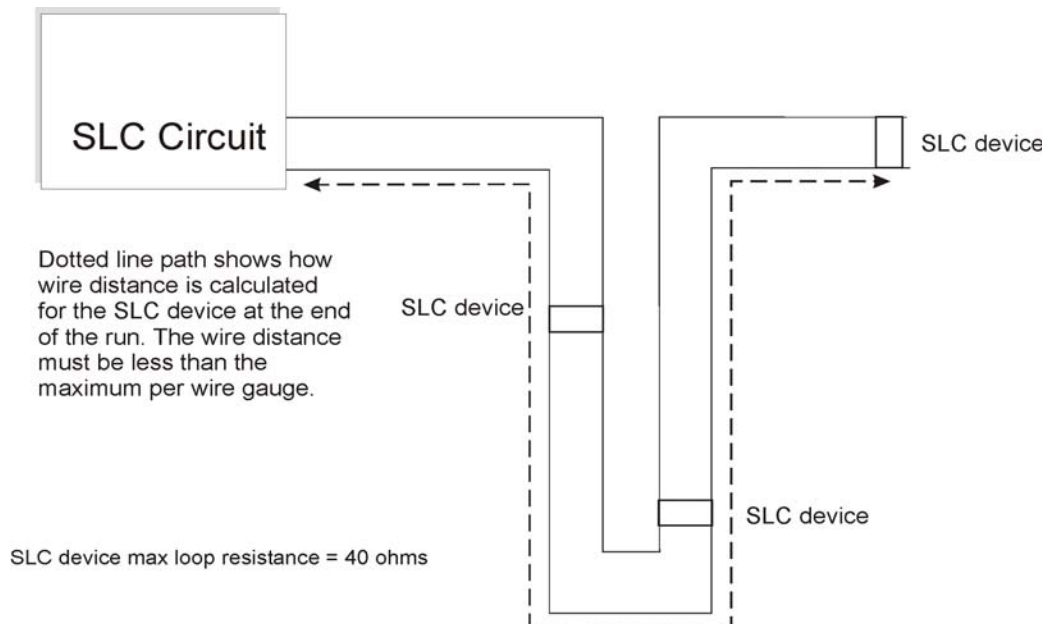 SLC Circuit
SLC device
Dotted line path shows how
wire distance is calculated
for the SLC device at the end
of the run. The wire distance
must be less than the
maximum per wire gauge.
SLC device
SLC device
SLC device max loop resistance = 40 ohms